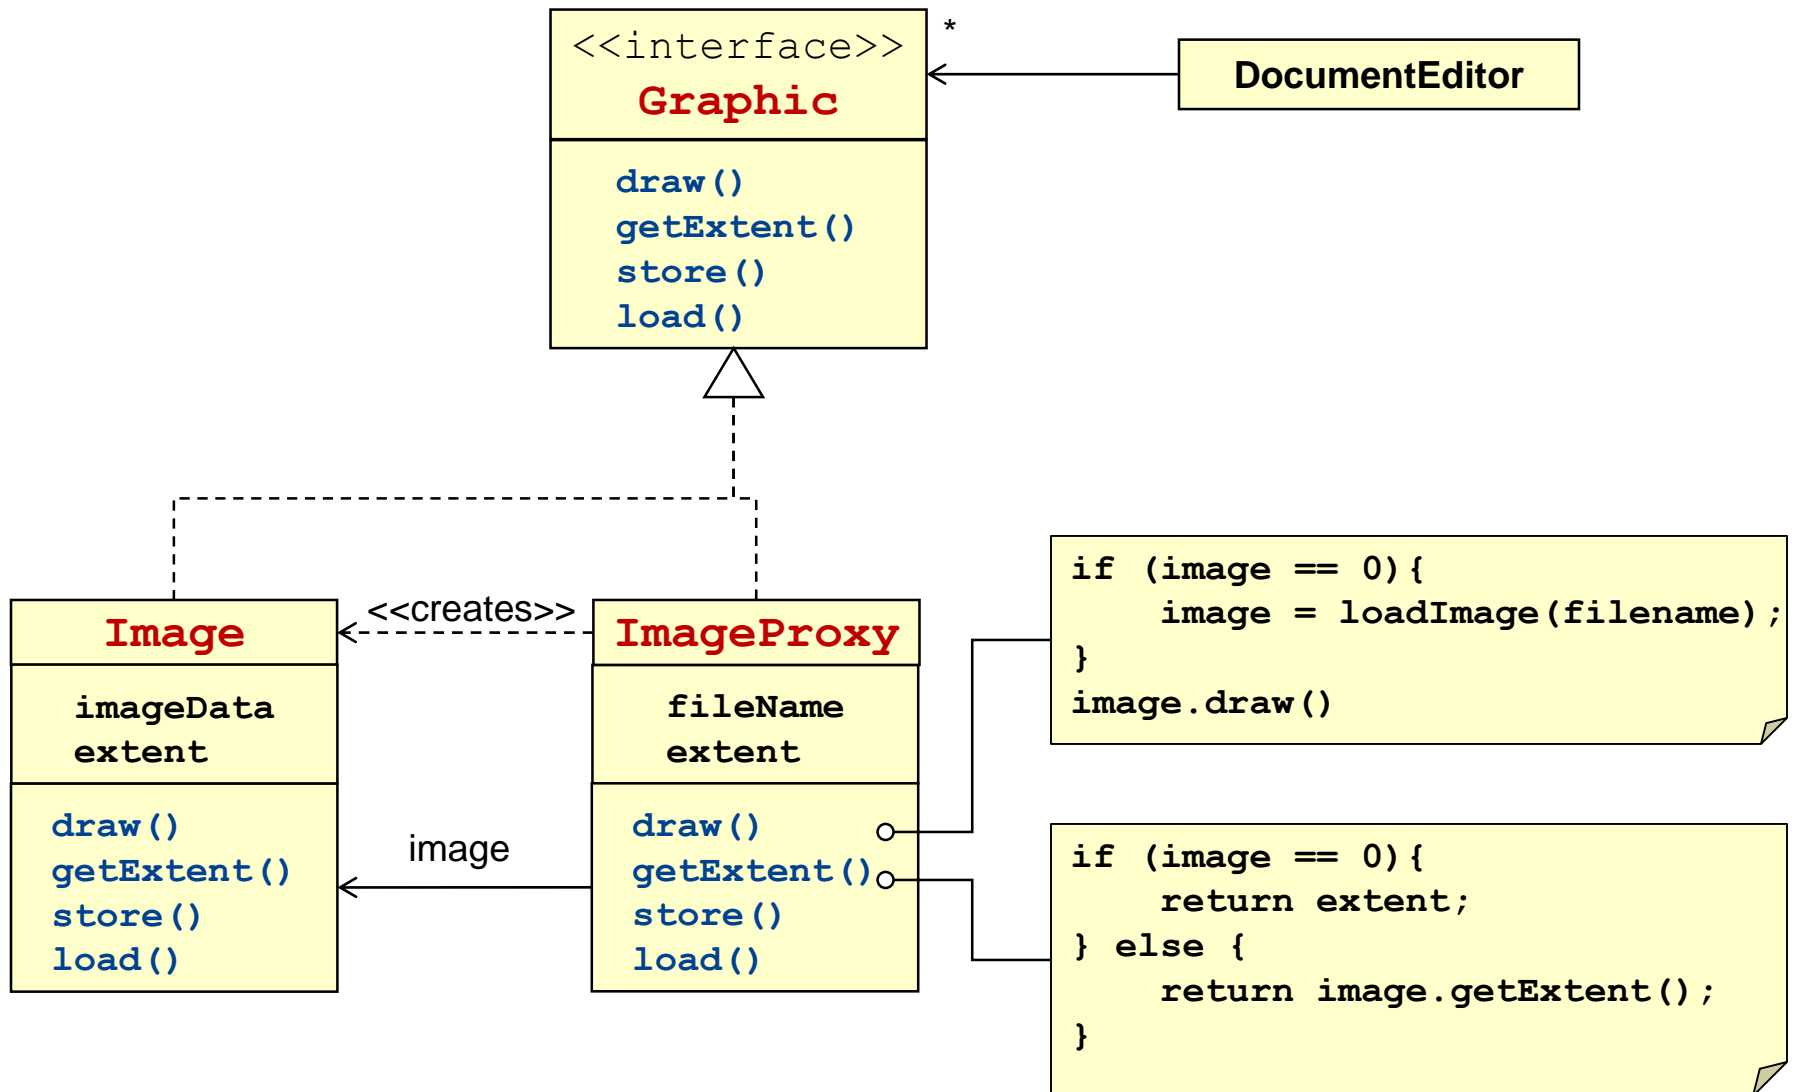 <<interface>>
Graphic
draw()
getExtent()
store()
load()
*
DocumentEditor
<<creates>>
Image
imageData
extent
draw()
getExtent()
store()
load()
image
ImageProxy
fileName
extent
draw()
getExtent()
store()
load()
if (image == 0){
    image = loadImage(filename);
}
image.draw()
if (image == 0){
    return extent;
} else {
    return image.getExtent();
}